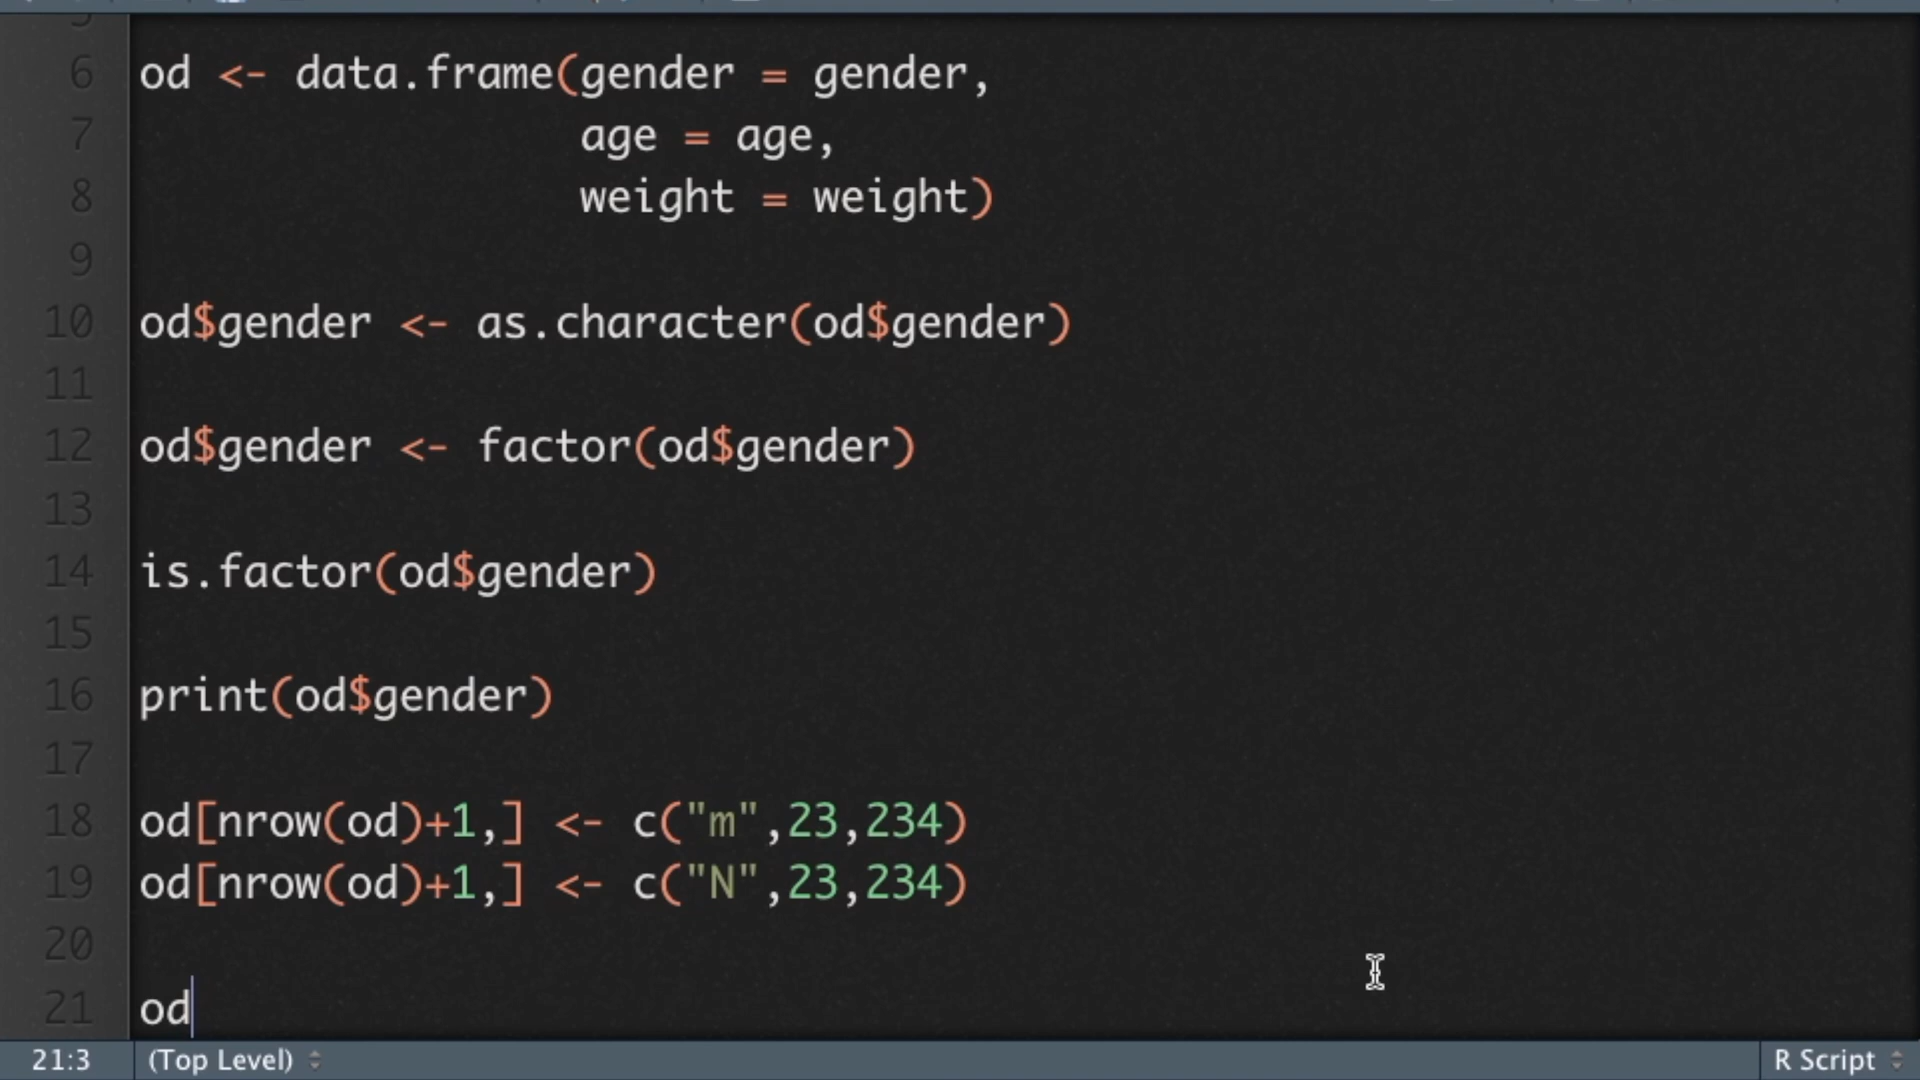 6 od <- data.frame(gender = gender,
7 age = age,
8 weight = weight)
9
10 od$gender <- as.character(od$gender)
11
12 od$gender <- factor(od$gender)
13
14 is.factor(od$gender)
15
16 print(od$gender)
17
18 od[nrow(od)+1,] <- c("m",23,234)
19 od[nrow(od)+1,] <- c("N",23,234)
20
21 od
21:3 (Top Level) R Script